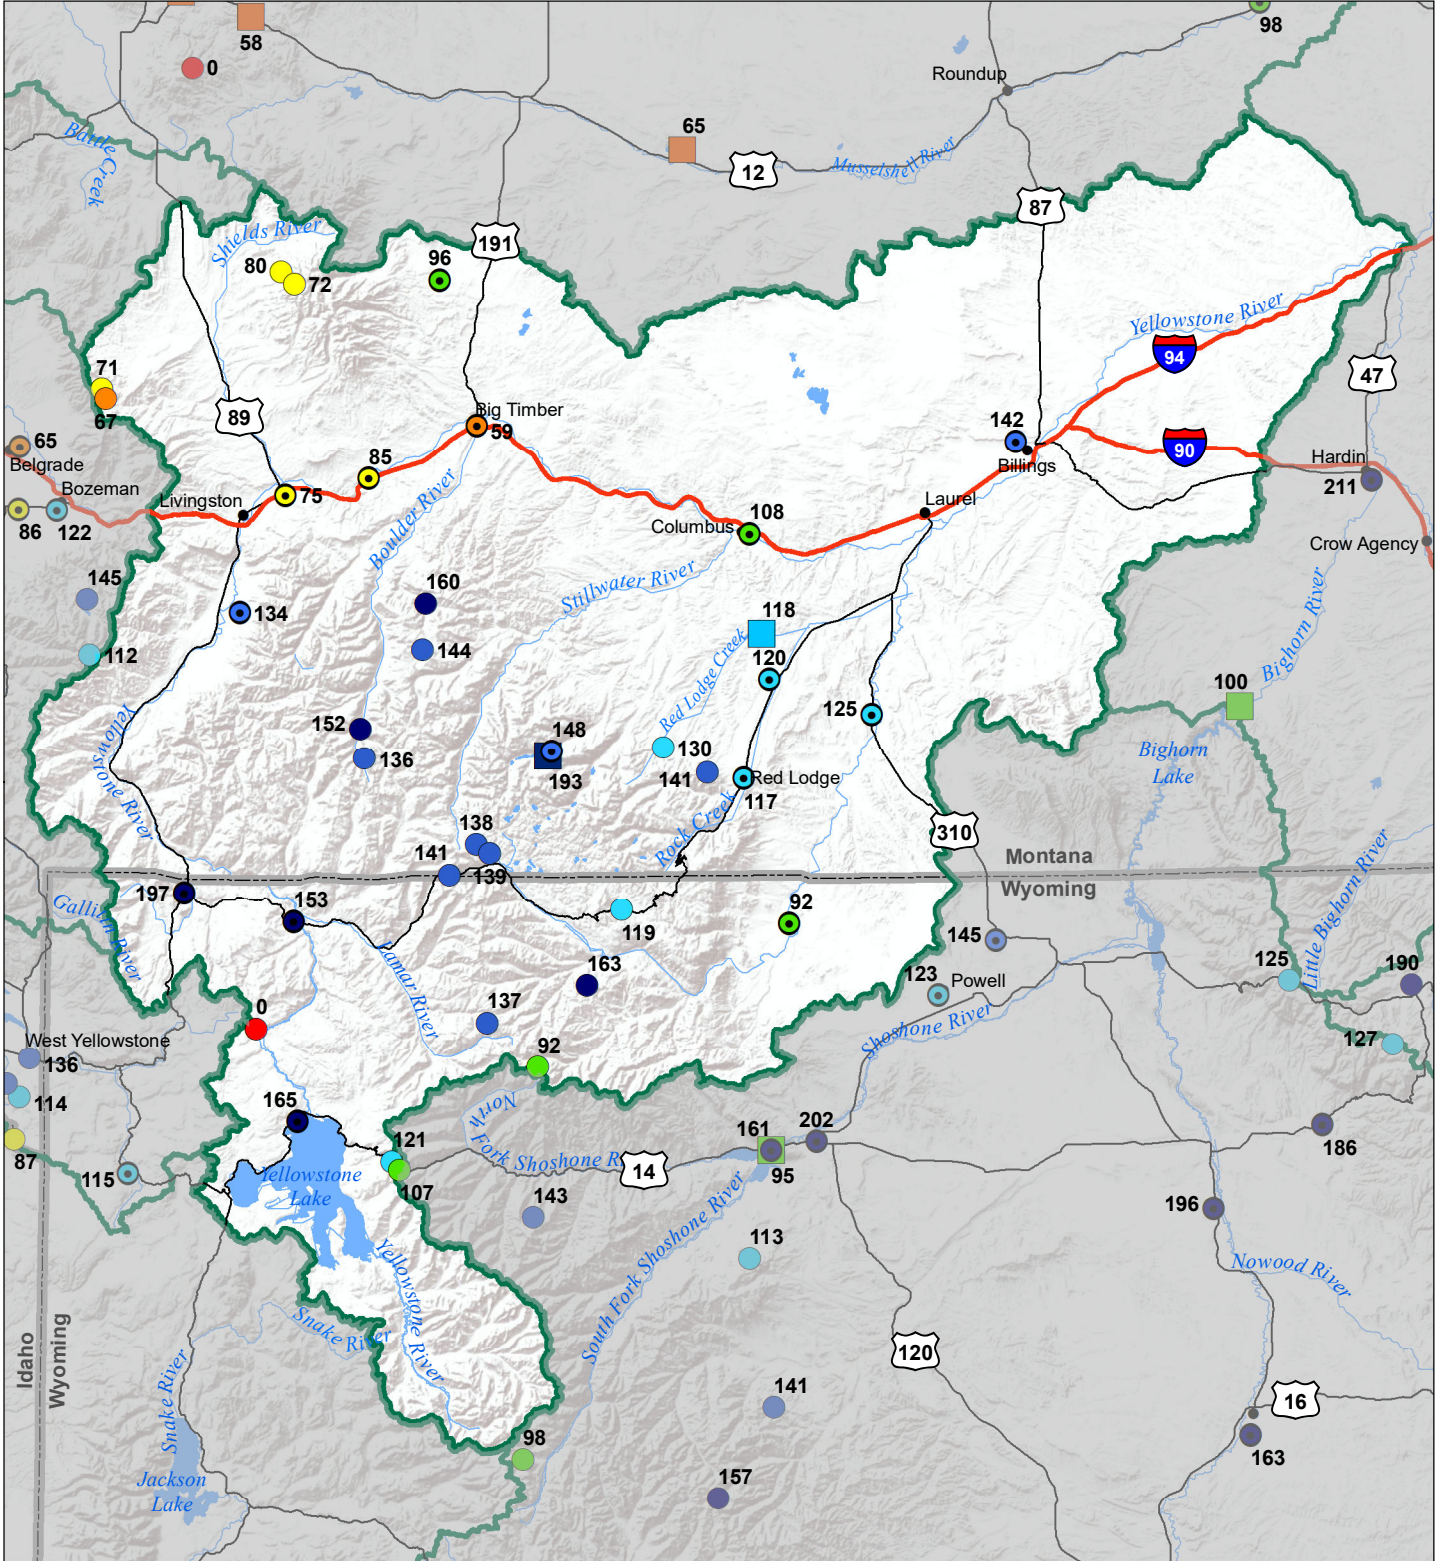 58
0
98
Roundup
65
12
Musselshell River
Battle
Creek
87
Shields River
191
80
72
96
Yellowstone River
94
71
67
89
47
Big Timber
59
142
90
65
Belgrade
Bozeman
86
122
Livingston
75
85
Billings
Hardin
211
Laurel
Columbus
108
Crow Agency
Boulder River
Stillwater River
145
160
134
118
112
144
Red Lodge Creek
120
Bighorn River
100
125
152
136
148
193
130
141
Red Lodge
117
Bighorn
Lake
Yellowstone River
Rock Creek
310
138
141
139
Montana
Wyoming
197
153
Gallatin River
119
92
145
Little Bighorn River
Lamar River
163
123
Powell
125
190
0
137
Shoshone River
West Yellowstone
136
92
127
114
165
North
Fork Shoshone R
161
202
95
186
87
121
107
14
115
Yellowstone
Lake
143
196
113
South Fork Shoshone River
Nowood River
Yellowstone River
Snake River
Idaho
Wyoming
120
Snake River
141
16
98
163
157
Jackson
Lake